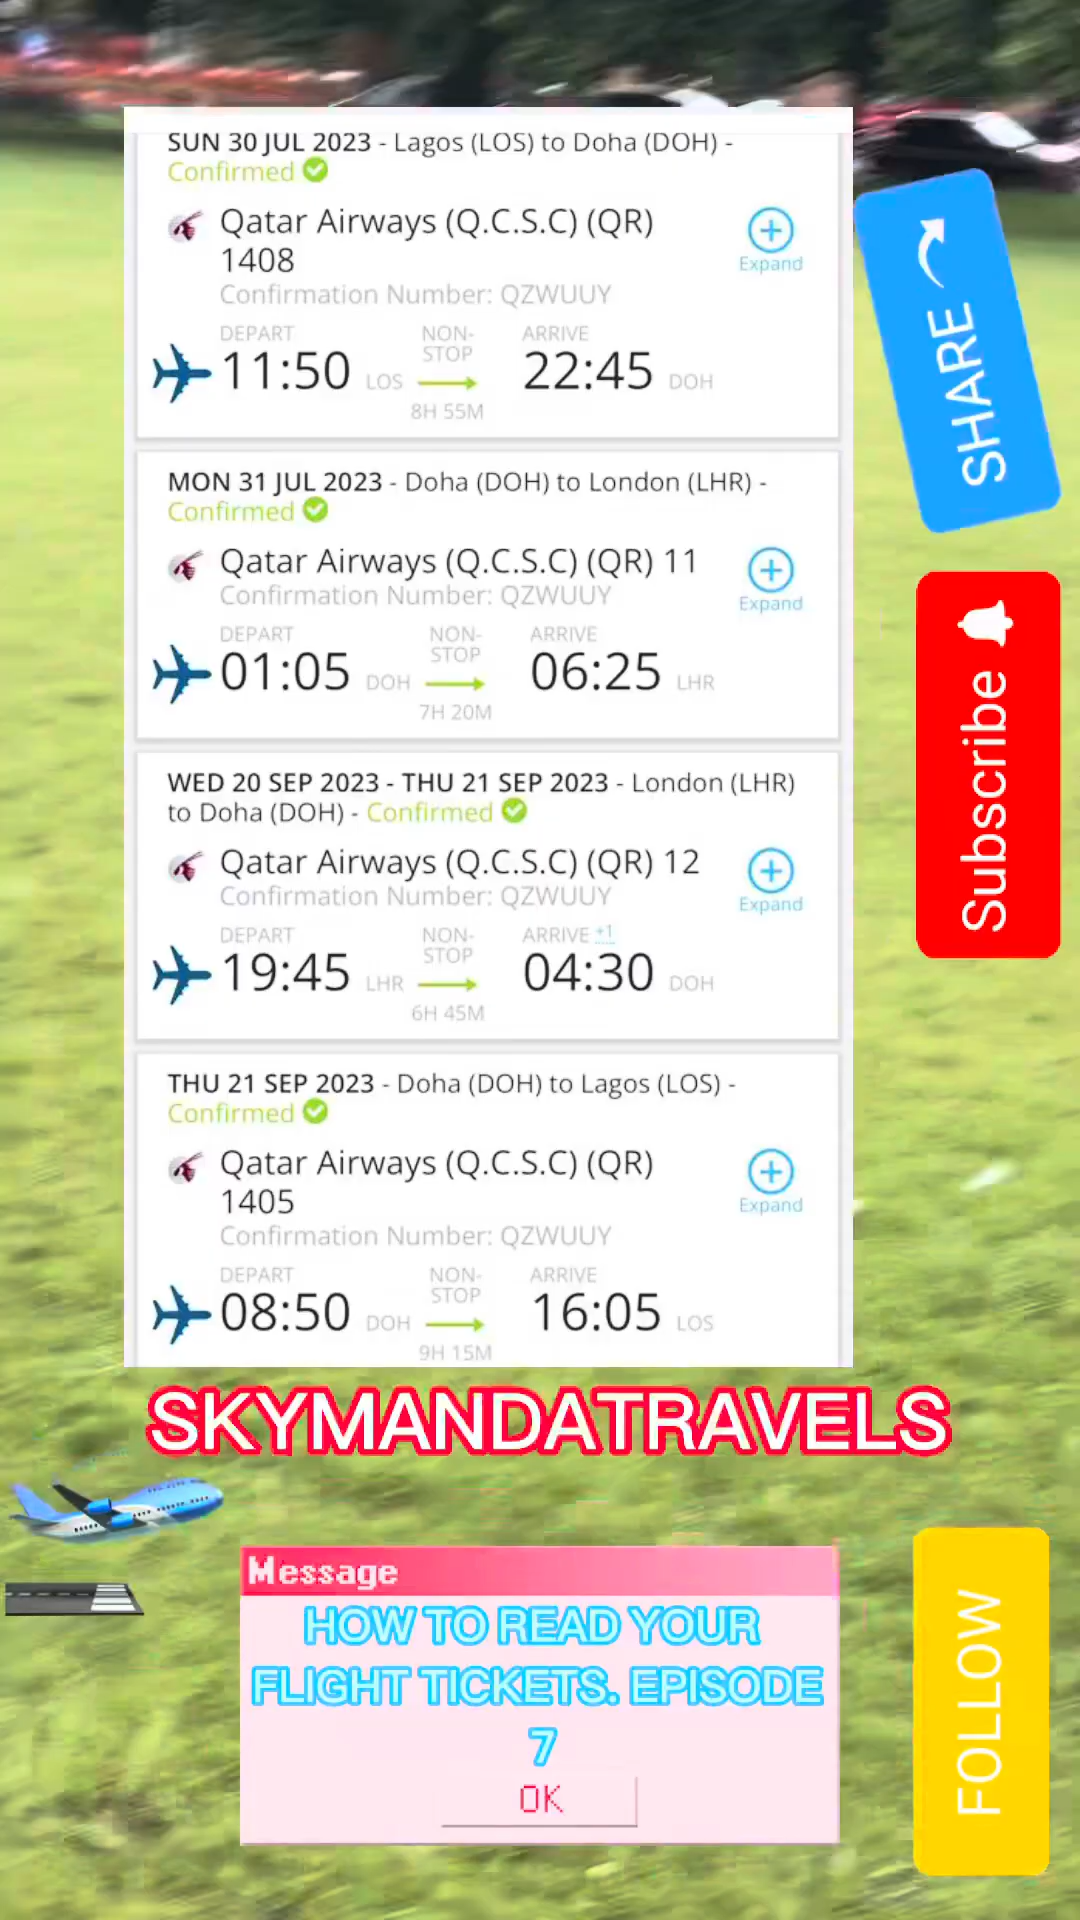 SUN 30 JUL 2023 - Lagos (LOS) to Doha (DOH) -
Confirmed
Qatar Airways (Q.C.S.C) (QR)
1408
Expand
Confirmation Number: QZWUUY
DEPART NON-STOP ARRIVE
11:50 LOS 22:45 DOH
8H 55M
MON 31 JUL 2023 - Doha (DOH) to London (LHR) -
Confirmed
Qatar Airways (Q.C.S.C) (QR) 11
Expand
Confirmation Number: QZWUUY
DEPART NON-STOP ARRIVE
01:05 DOH 06:25 LHR
7H 20M
WED 20 SEP 2023 - THU 21 SEP 2023 - London (LHR)
to Doha (DOH) - Confirmed
Qatar Airways (Q.C.S.C) (QR) 12
Expand
Confirmation Number: QZWUUY
DEPART NON-STOP ARRIVE +1
19:45 LHR 04:30 DOH
6H 45M
THU 21 SEP 2023 - Doha (DOH) to Lagos (LOS) -
Confirmed
Qatar Airways (Q.C.S.C) (QR)
1405
Expand
Confirmation Number: QZWUUY
DEPART NON-STOP ARRIVE
08:50 DOH 16:05 LOS
9H 15M
SHARE
Subscribe
SKYMANDATRAVELS
Message
HOW TO READ YOUR
FLIGHT TICKETS. EPISODE
7
OK
FOLLOW